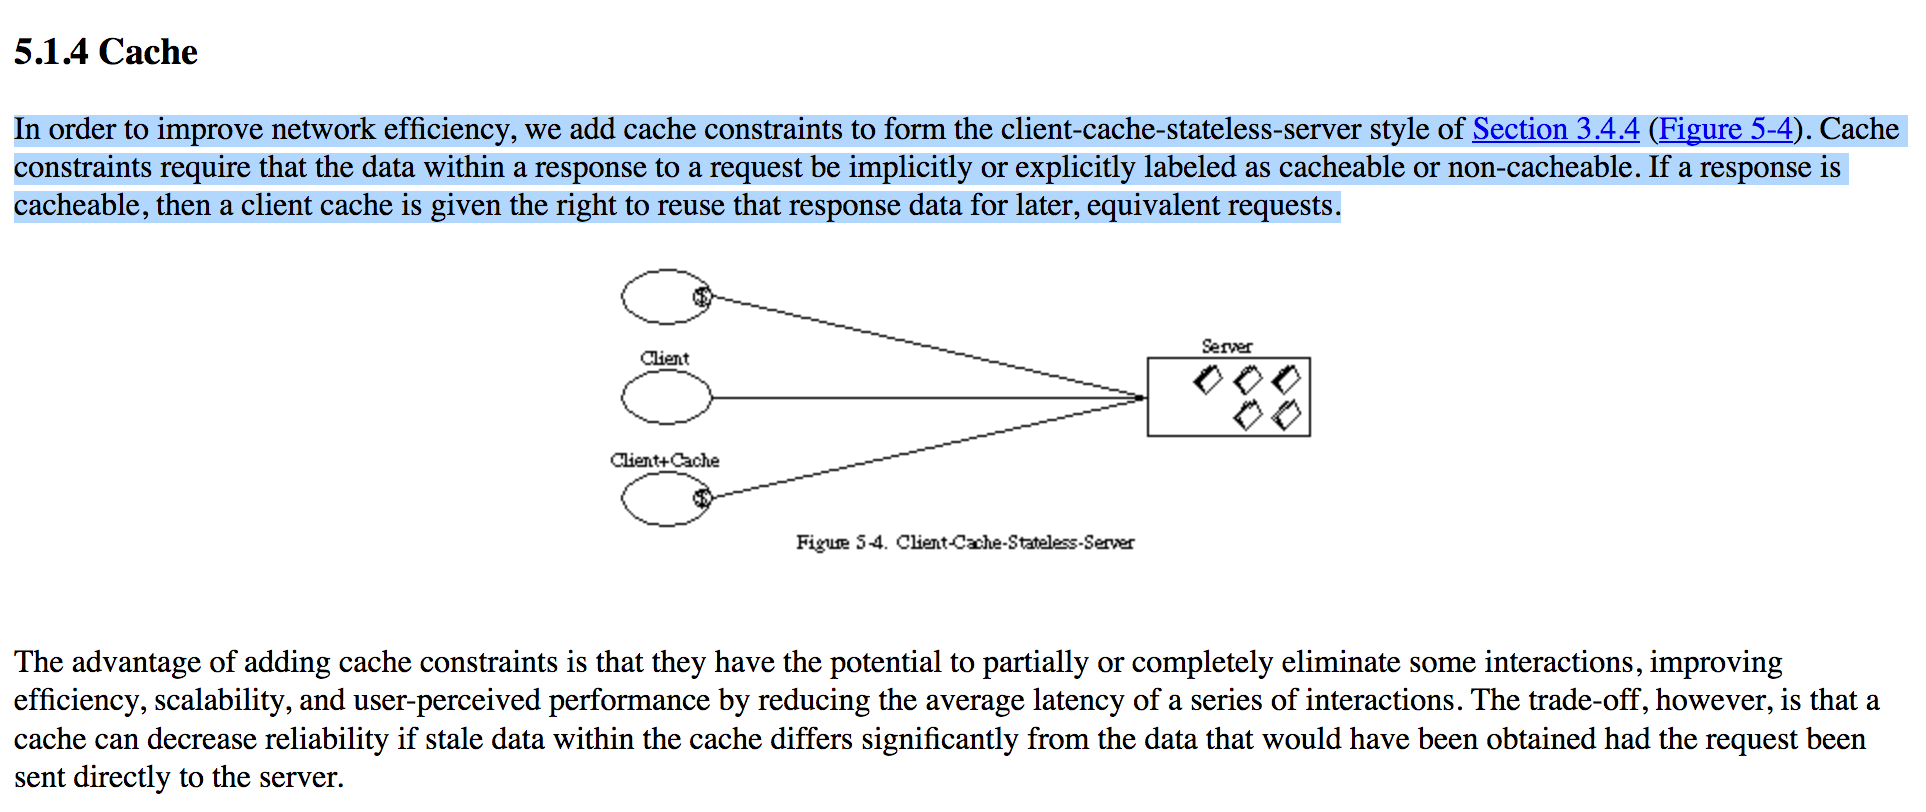 5.1.4 Cache
In order to improve network efficiency, we add cache constraints to form the client-cache-stateless-server style of Section 3.4.4 (Figure 5-4). Cache
constraints require that the data within a response to a request be implicitly or explicitly labeled as cacheable or non-cacheable. If a response is
cacheable, then a client cache is given the right to reuse that response data for later, equivalent requests.
$
Server
Client
Client+Cache
$
Figure 5-4. Client-Cache-Stateless-Server
The advantage of adding cache constraints is that they have the potential to partially or completely eliminate some interactions, improving
efficiency, scalability, and user-perceived performance by reducing the average latency of a series of interactions. The trade-off, however, is that a
cache can decrease reliability if stale data within the cache differs significantly from the data that would have been obtained had the request been
sent directly to the server.